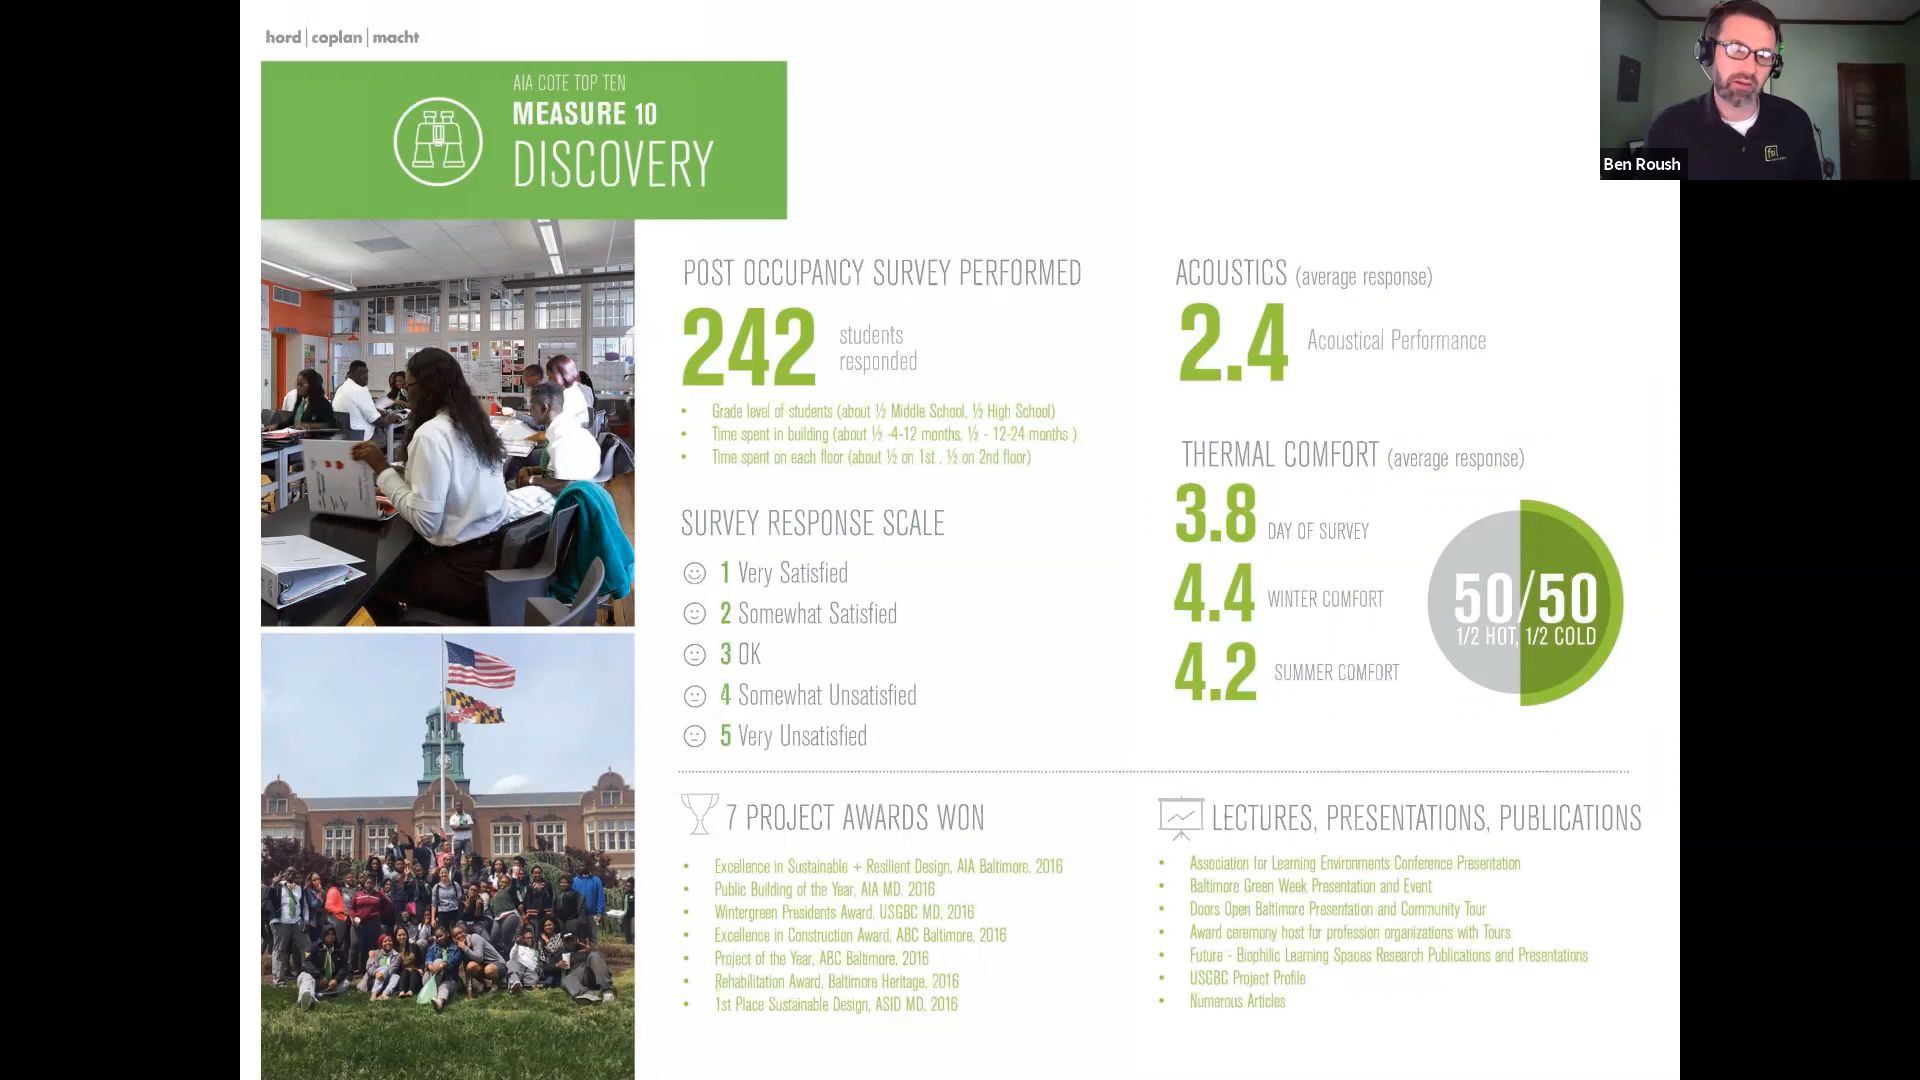 hord|coplan|macht
AIA COTE TOP TEN
MEASURE 10
DISCOVERY
Ben Roush
POST OCCUPANCY SURVEY PERFORMED
242 students
responded
• Grade level of students (about ½ Middle School, ½ High School)
• Time spent in building (about ½ -4-12 months, ½ - 12-24 months )
• Time spent on each floor (about ½ on 1st , ½ on 2nd floor)
SURVEY RESPONSE SCALE
1 Very Satisfied
2 Somewhat Satisfied
3 OK
4 Somewhat Unsatisfied
5 Very Unsatisfied
ACOUSTICS (average response)
2.4 Acoustical Performance
THERMAL COMFORT (average response)
3.8 DAY OF SURVEY
4.4 WINTER COMFORT
4.2 SUMMER COMFORT
50/50
1/2 HOT, 1/2 COLD
7 PROJECT AWARDS WON
• Excellence in Sustainable + Resilient Design, AIA Baltimore, 2016
• Public Building of the Year, AIA MD, 2016
• Wintergreen Presidents Award, USGBC MD, 2016
• Excellence in Construction Award, ABC Baltimore, 2016
• Project of the Year, ABC Baltimore, 2016
• Rehabilitation Award, Baltimore Heritage, 2016
• 1st Place Sustainable Design, ASID MD, 2016
LECTURES, PRESENTATIONS, PUBLICATIONS
• Association for Learning Environments Conference Presentation
• Baltimore Green Week Presentation and Event
• Doors Open Baltimore Presentation and Community Tour
• Award ceremony host for profession organizations with Tours
• Future - Biophilic Learning Spaces Research Publications and Presentations
• USGBC Project Profile
• Numerous Articles